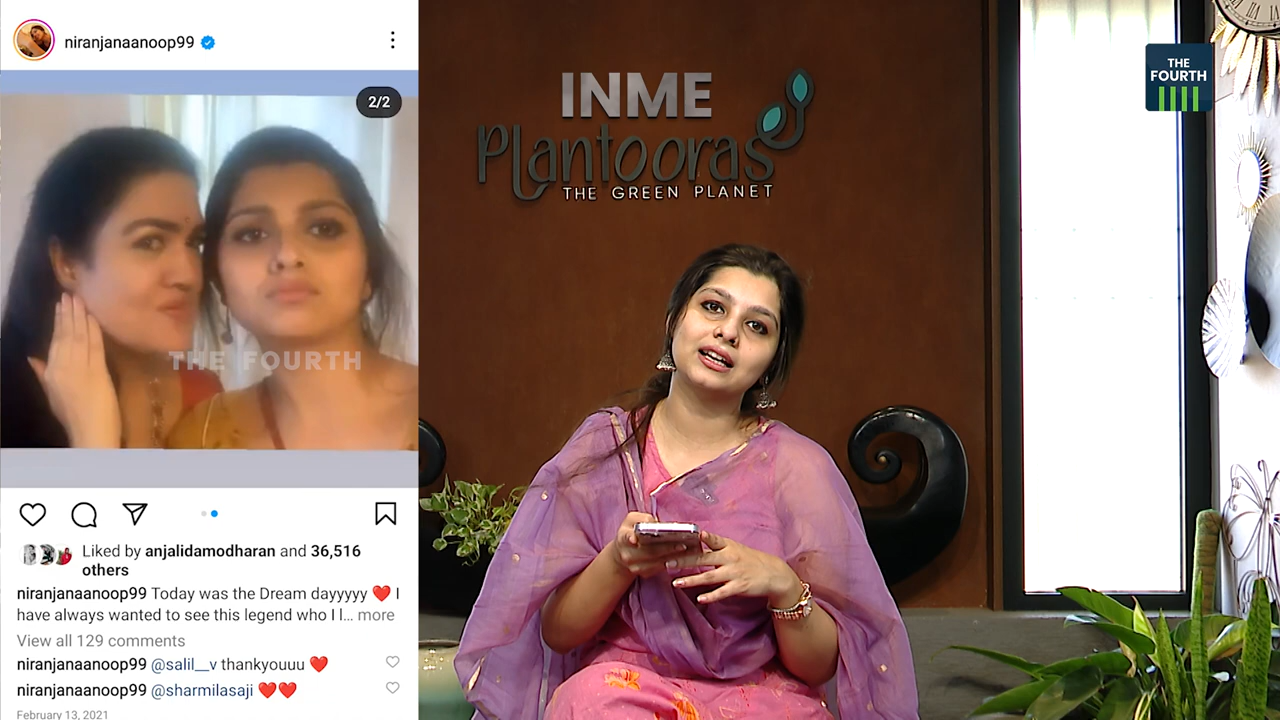 niranjanaanoop99
2/2
THE FOURTH
Liked by anjalidamodharan and 36,516
others
niranjanaanoop99 Today was the Dream dayyyyy ❤️ I
have always wanted to see this legend who I l... more
View all 129 comments
niranjanaanoop99 @salil__v thankyouuu ❤️
niranjanaanoop99 @sharmilasaji ❤️❤️
February 13, 2021
INME
Plantooras
THE GREEN PLANET
THE
FOURTH